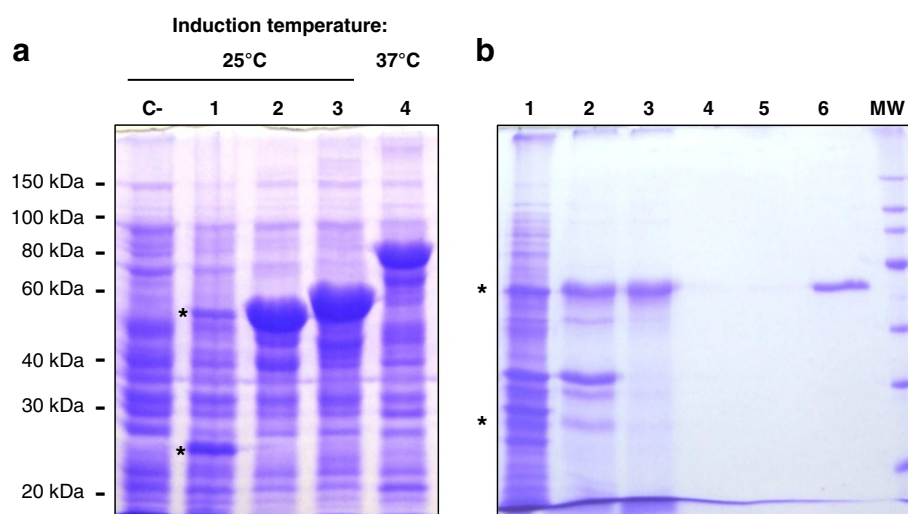 Induction temperature:
a
25°C
37°C
C- 1 2 3 4
150 kDa
100 kDa
80 kDa
60 kDa
*
40 kDa
30 kDa
*
20 kDa
b
1 2 3 4 5 6 MW
*
*